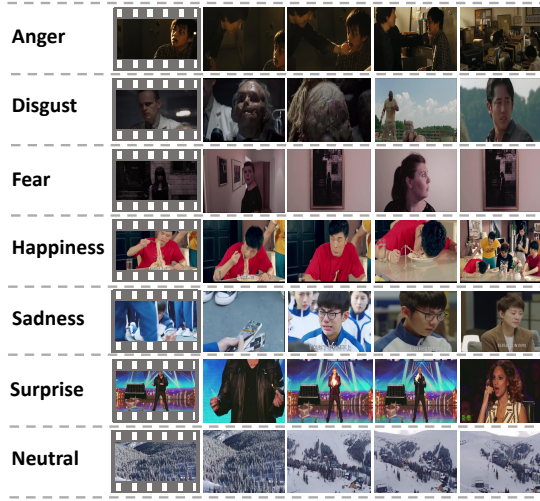 Anger
Disgust
Fear
Happiness
Sadness
Surprise
Neutral